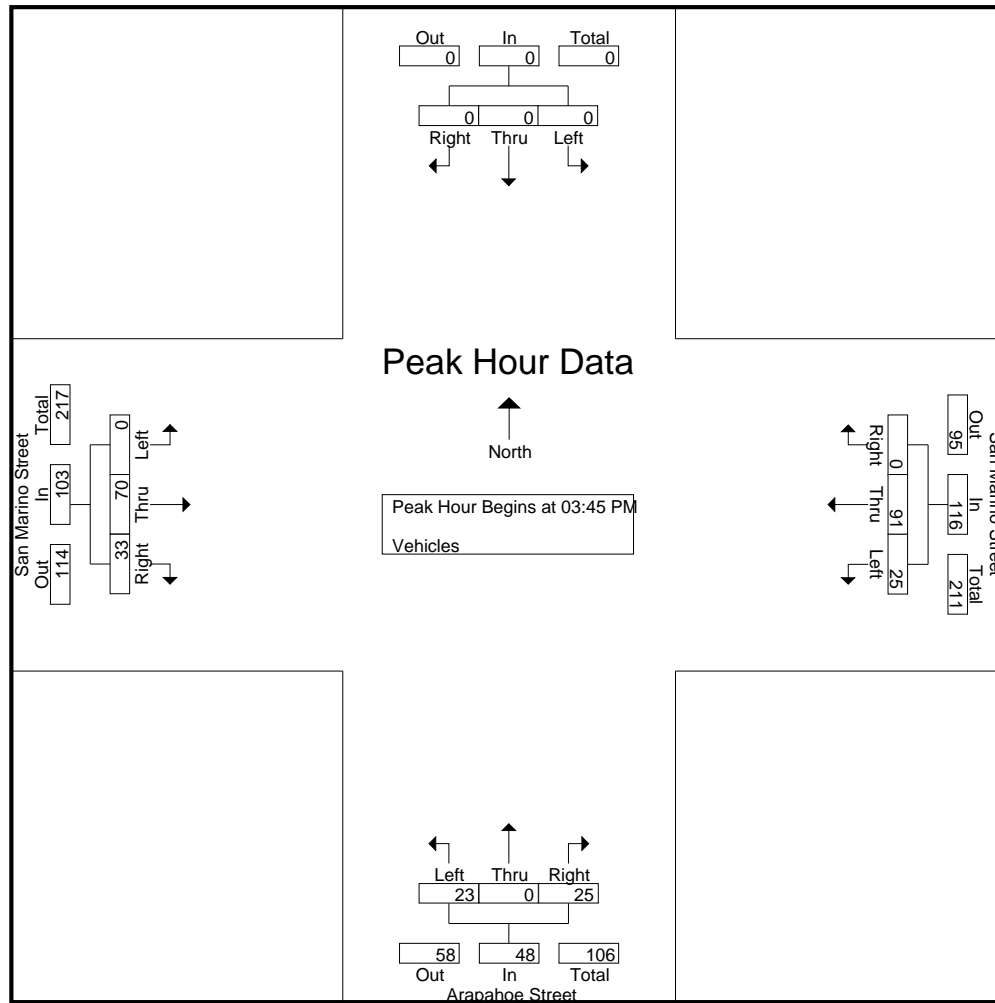 Out In Total
0 0 0
0 0 0
Right Thru Left
Peak Hour Data
North
Peak Hour Begins at 03:45 PM
Vehicles
San Marino Street
Total In Out
217 103 114
0 70 33
Left Thru Right
Right Thru Left
0 91 25
95 116 211
Out In Total
San Marino Street
Left Thru Right
23 0 25
58 48 106
Out In Total
Arapahoe Street